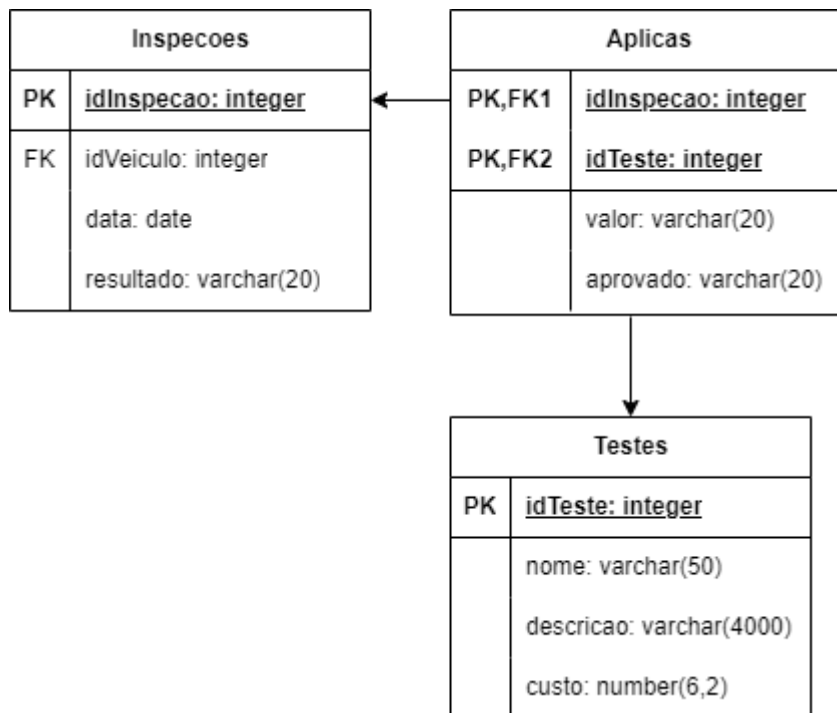 Inspecoes
PK idInspecao: integer
FK idVeiculo: integer
data: date
resultado: varchar(20)
Aplicas
PK,FK1 idInspecao: integer
PK,FK2 idTeste: integer
valor: varchar(20)
aprovado: varchar(20)
Testes
PK idTeste: integer
nome: varchar(50)
descricao: varchar(4000)
custo: number(6,2)